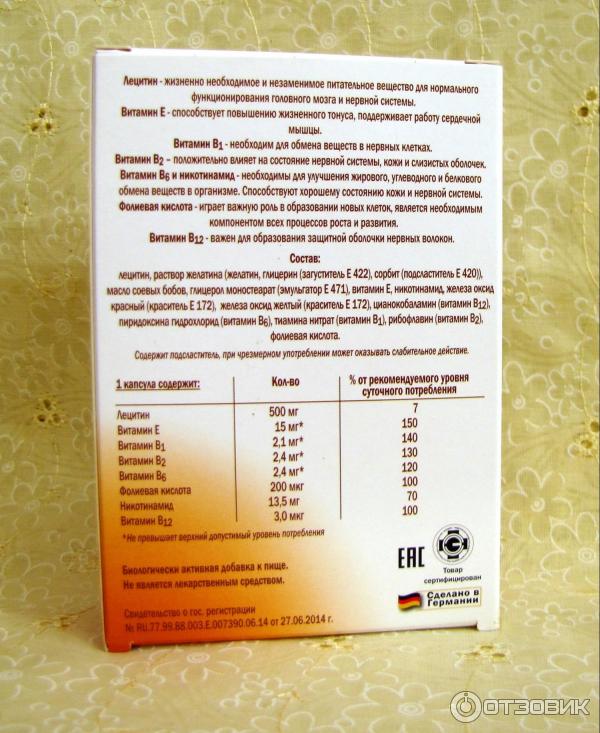 Лецитин - жизненно необходимое и незаменимое питательное вещество для нормального
функционирования головного мозга и нервной системы.
Витамин Е - способствует повышению жизненного тонуса, поддерживает работу сердечной
мышцы.
Витамин В1 - необходим для обмена веществ в нервных клетках.
Витамин В2 – положительно влияет на состояние нервной системы, кожи и слизистых оболочек.
Витамин В6 и никотинамид - необходимы для улучшения жирового, углеводного и белкового
обмена веществ в организме. Способствуют хорошему состоянию кожи и нервной системы.
Фолиевая кислота - играет важную роль в образовании новых клеток, является необходимым
компонентом всех процессов роста и развития.
Витамин В12 - важен для образования защитной оболочки нервных волокон.
Состав:
лецитин, раствор желатина (желатин, глицерин (загуститель Е 422), сорбит (подсластитель Е 420)),
масло соевых бобов, глицерол моностеарат (эмульгатор Е 471), витамин Е, никотинамид, железа оксид
красный (краситель Е 172), железа оксид желтый (краситель Е 172), цианокобаламин (витамин В12),
пиридоксина гидрохлорид (витамин В6), тиамина нитрат (витамин В1), рибофлавин (витамин В2),
фолиевая кислота.
Содержит подсластитель, при чрезмерном употреблении может оказывать слабительное действие.
1 капсула содержит: Кол-во % от рекомендуемого уровня
суточного потребления
Лецитин 500 мг 7
Витамин Е 15 мг* 150
Витамин В1 2,1 мг* 140
Витамин В2 2,4 мг* 130
Витамин В6 2,4 мг* 120
Фолиевая кислота 200 мкг 100
Никотинамид 13,5 мг 70
Витамин В12 3,0 мкг 100
*Не превышает верхний допустимый уровень потребления
Биологически активная добавка к пище.
Не является лекарственным средством.
ЕАС
Товар
сертифицирован
Сделано в
Германии
Свидетельство о гос. регистрации
№ RU.77.99.88.003.Е.007390.06.14 от 27.06.2014 г.
ОТЗОВИК